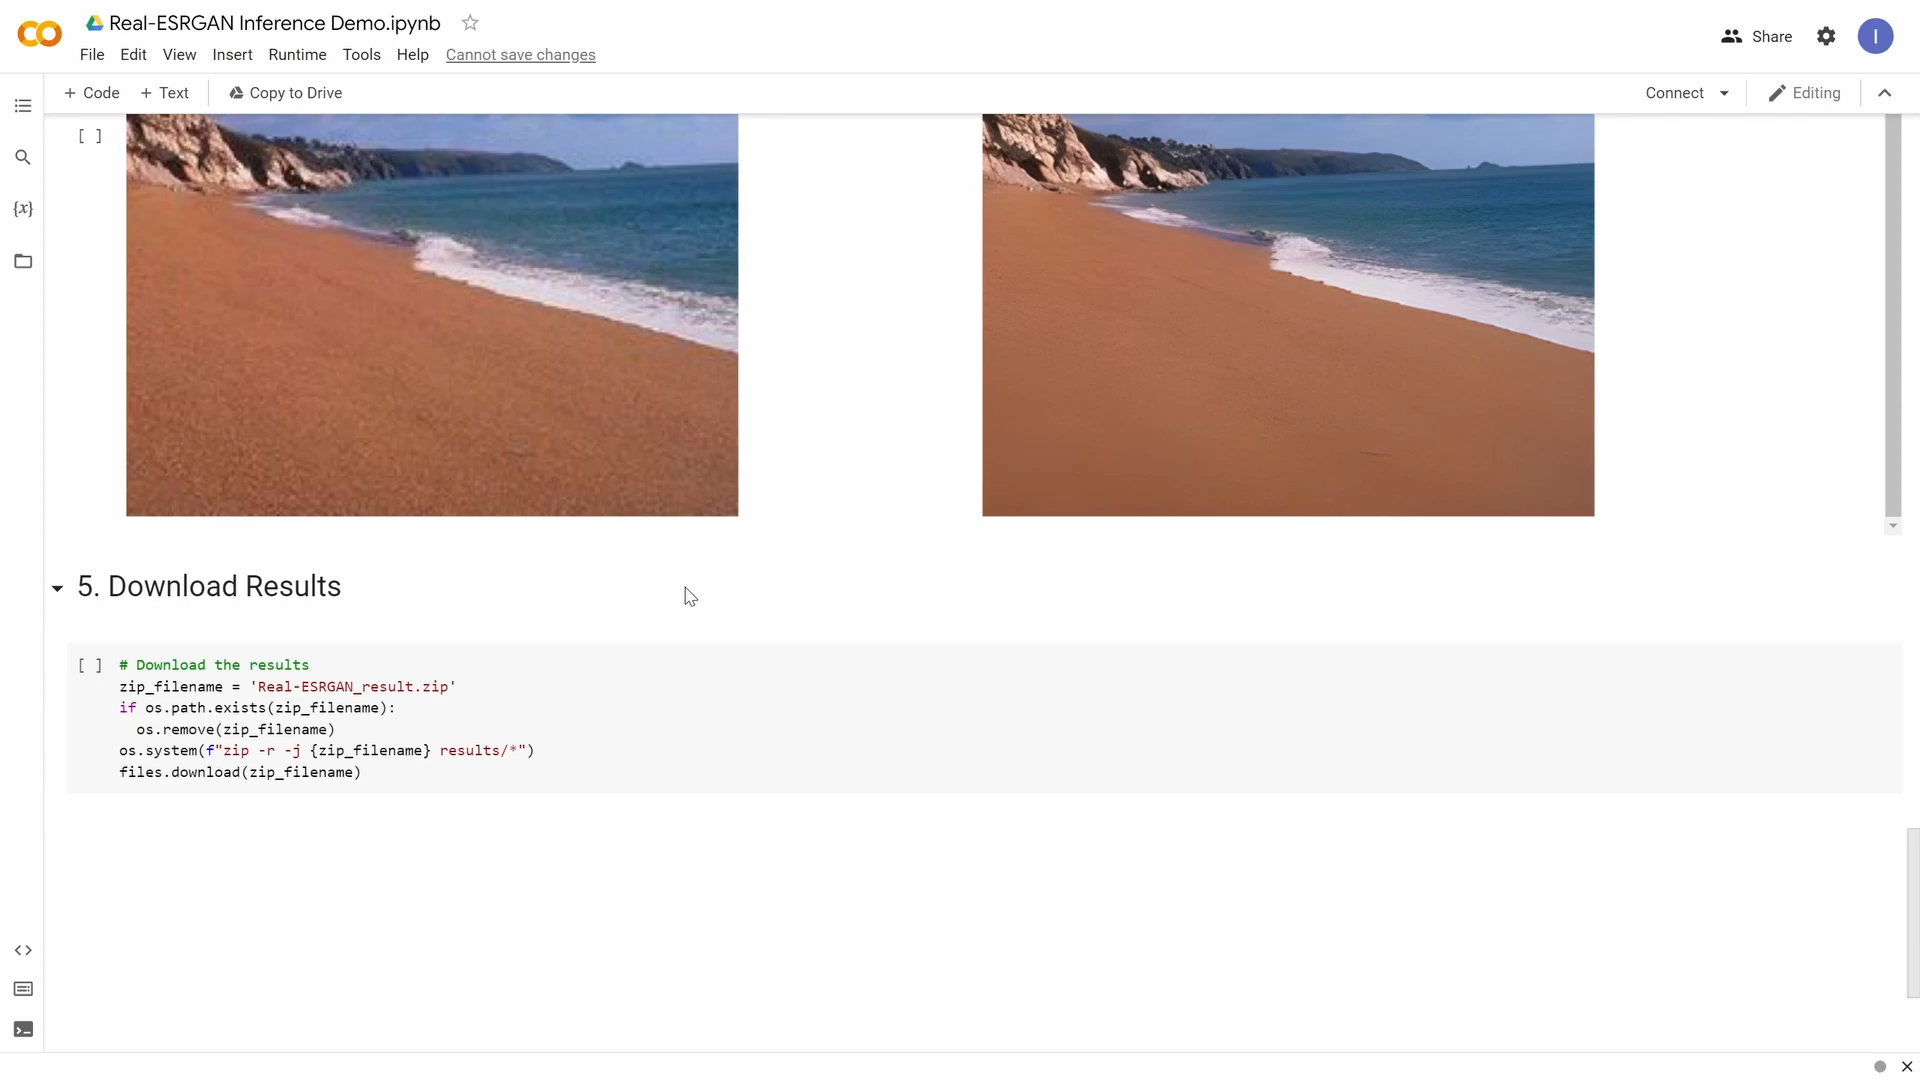 Real-ESRGAN Inference Demo.ipynb
File Edit View Insert Runtime Tools Help Cannot save changes
Share
I
+ Code + Text Copy to Drive
Connect
Editing
[ ]
{x}
5. Download Results
[ ] # Download the results
zip_filename = 'Real-ESRGAN_result.zip'
if os.path.exists(zip_filename):
os.remove(zip_filename)
os.system(f"zip -r -j {zip_filename} results/*")
files.download(zip_filename)